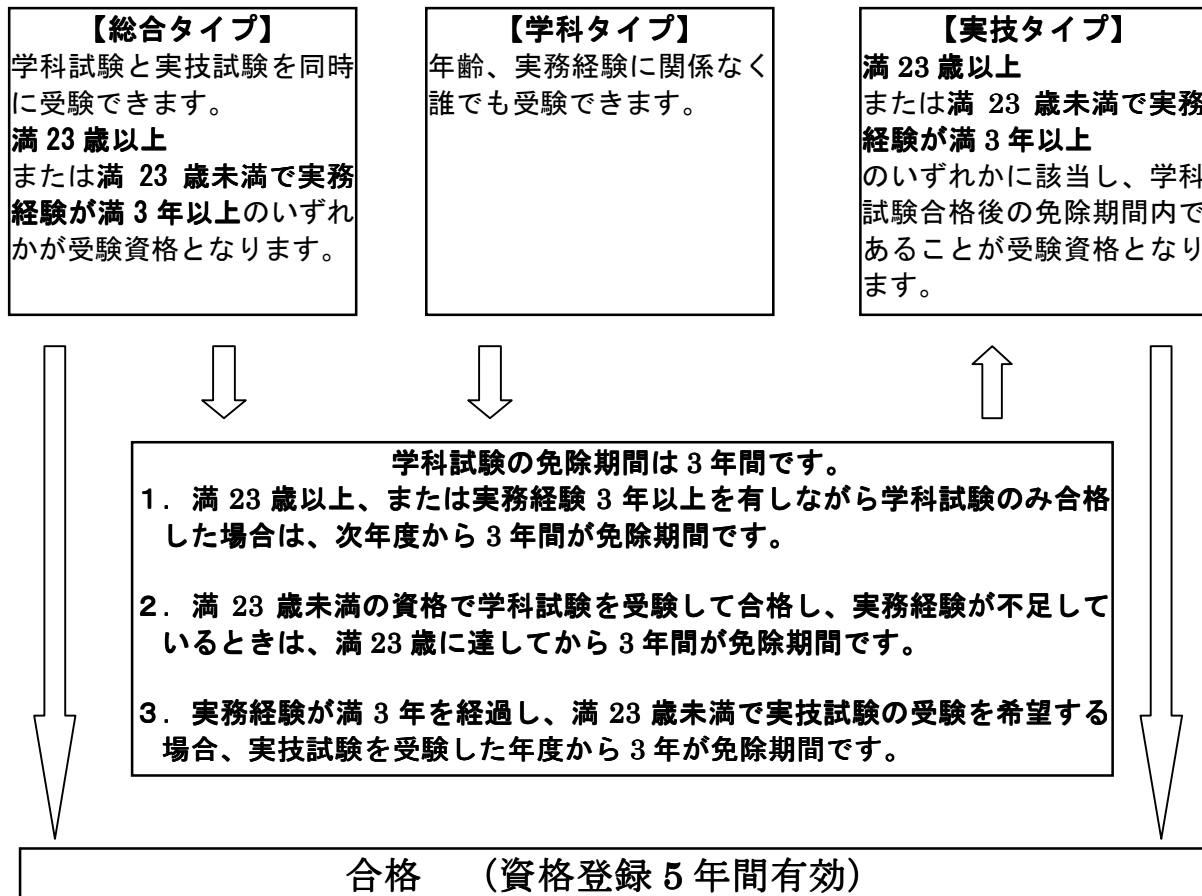 【総合タイプ】
学科試験と実技試験を同時
に受験できます。
満 23 歳以上
または満 23 歳未満で実務
経験が満 3 年以上のいずれ
かが受験資格となります。
【学科タイプ】
年齢、実務経験に関係なく
誰でも受験できます。
【実技タイプ】
満 23 歳以上
または満 23 歳未満で実務
経験が満 3 年以上
のいずれかに該当し、学科
試験合格後の免除期間内で
あることが受験資格となり
ます。
学科試験の免除期間は 3 年間です。
１．満 23 歳以上、または実務経験 3 年以上を有しながら学科試験のみ合格
した場合は、次年度から 3 年間が免除期間です。
２．満 23 歳未満の資格で学科試験を受験して合格し、実務経験が不足して
いるときは、満 23 歳に達してから 3 年間が免除期間です。
３．実務経験が満 3 年を経過し、満 23 歳未満で実技試験の受験を希望する
場合、実技試験を受験した年度から 3 年が免除期間です。
合格　（資格登録 5 年間有効）